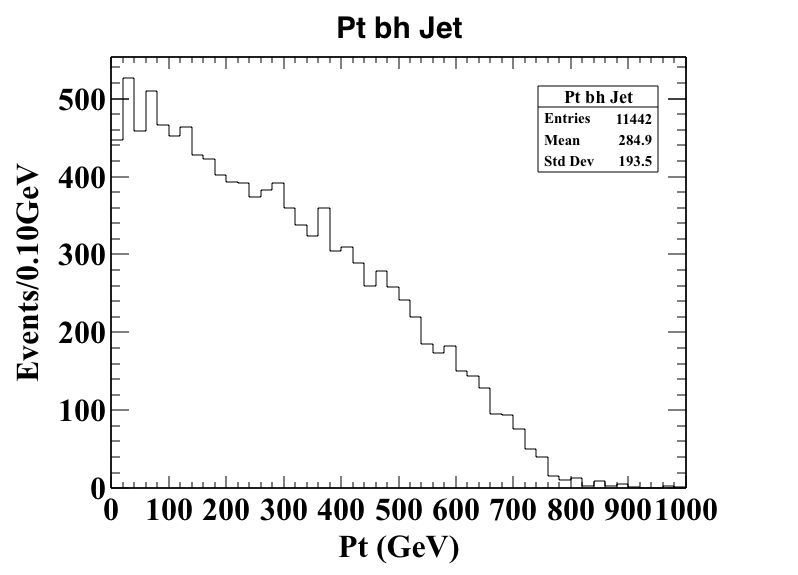 Pt bh Jet
Pt bh Jet
Entries 11442
Mean 284.9
Std Dev 193.5
Events/0.10GeV
500
400
300
200
100
0
0 100 200 300 400 500 600 700 800 900 1000
Pt (GeV)